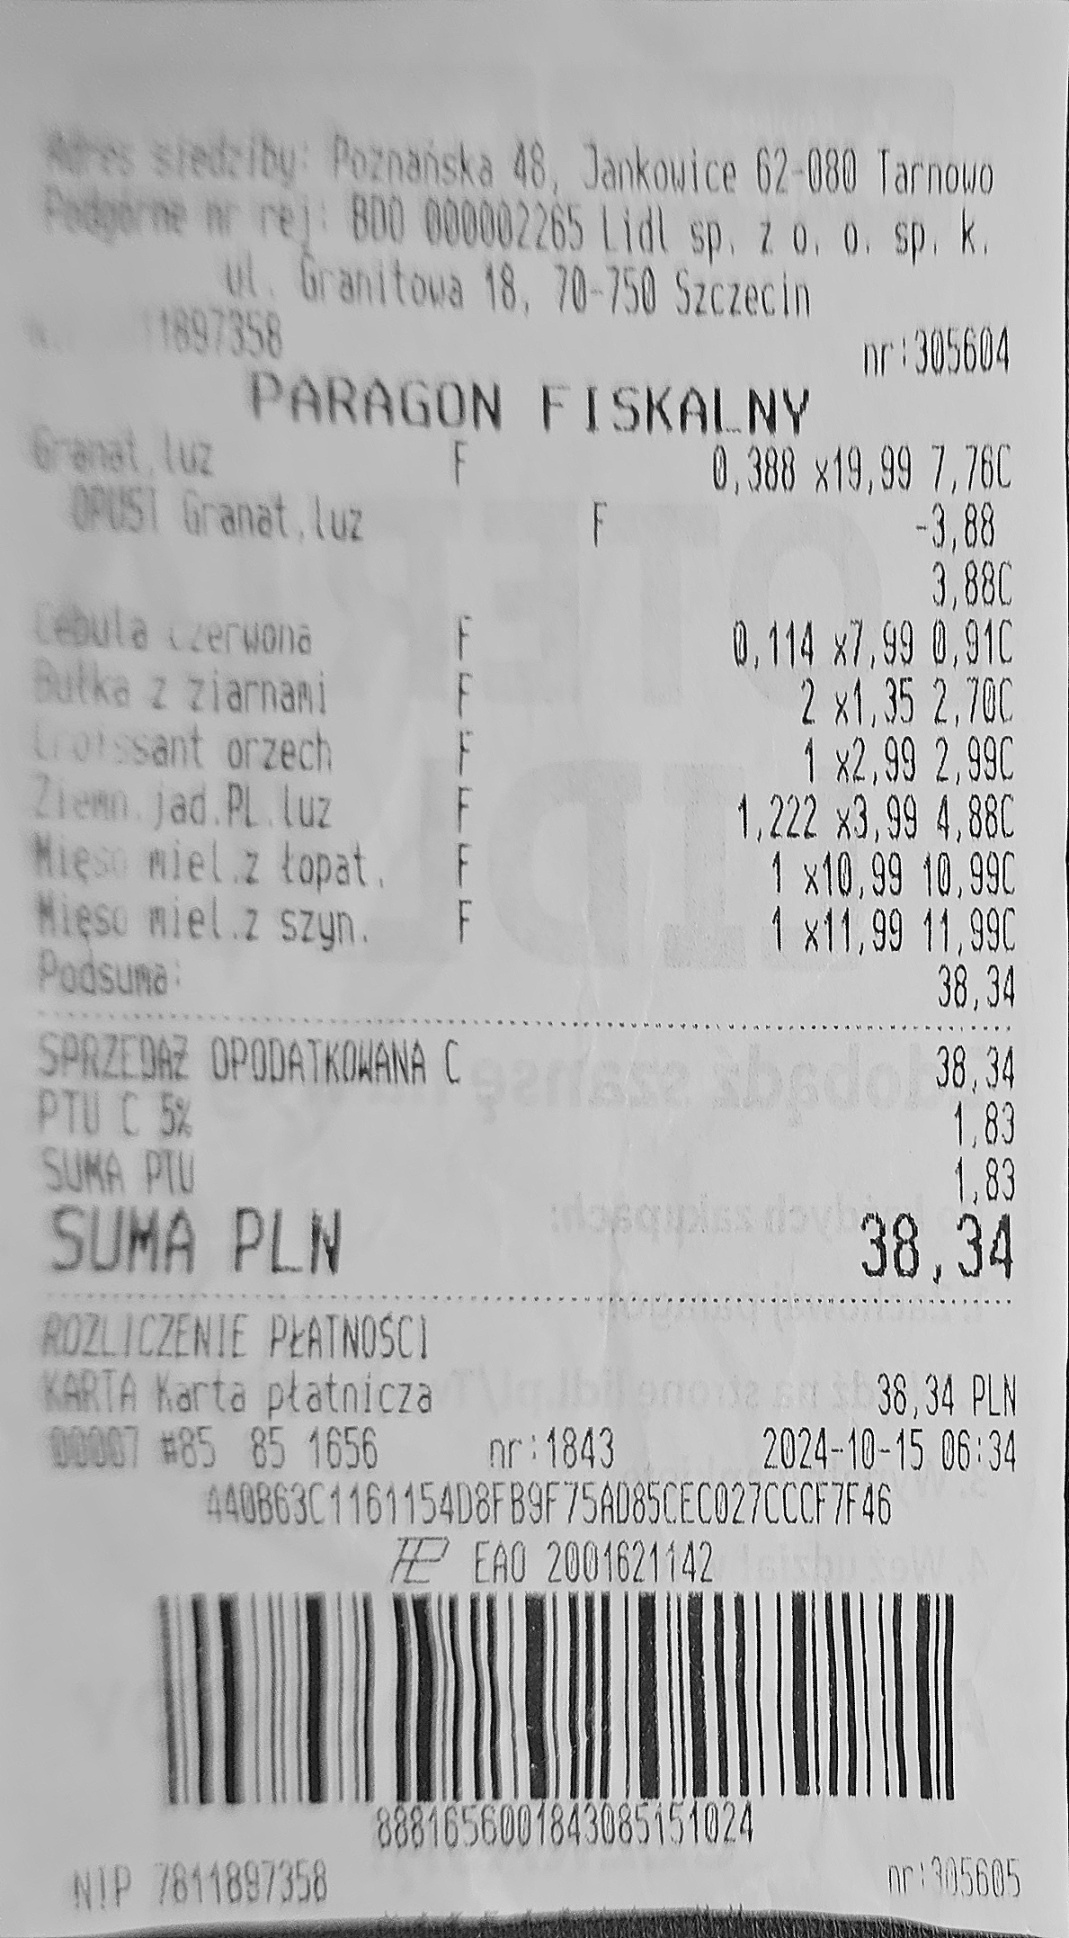 Adres siedziby: Poznańska 48, Jankowice 62-080 Tarnowo
Podgórne nr rej: BDO 000002265 Lidl sp. z o. o. sp. k.
ul. Granitowa 18, 70-750 Szczecin
11897358 nr:305604
PARAGON FISKALNY
Granat,luz F 0,388 x19,99 7,76C
OPUST Granat,luz F -3,88
3,88C
Cebula czerwona F 0,114 x7,99 0,91C
Bułka z ziarnami F 2 x1,35 2,70C
Croissant orzech F 1 x2,99 2,99C
Ziemn.jad.PL.luz F 1,222 x3,99 4,88C
Mięso miel.z łopat. F 1 x10,99 10,99C
Mięso miel.z szyn. F 1 x11,99 11,99C
Podsuma: 38,34
SPRZEDAŻ OPODATKOWANA C 38,34
PTU C 5% 1,83
SUMA PTU 1,83
SUMA PLN 38,34
ROZLICZENIE PŁATNOŚCI
KARTA Karta płatnicza 38,34 PLN
00007 #85 85 1656 nr:1843 2024-10-15 06:34
440B63C1161154D8FB9F75AD85CEC027CCCF7F46
EAO 2001621142
8881656001843085151024
NIP 7811897358 nr:305605